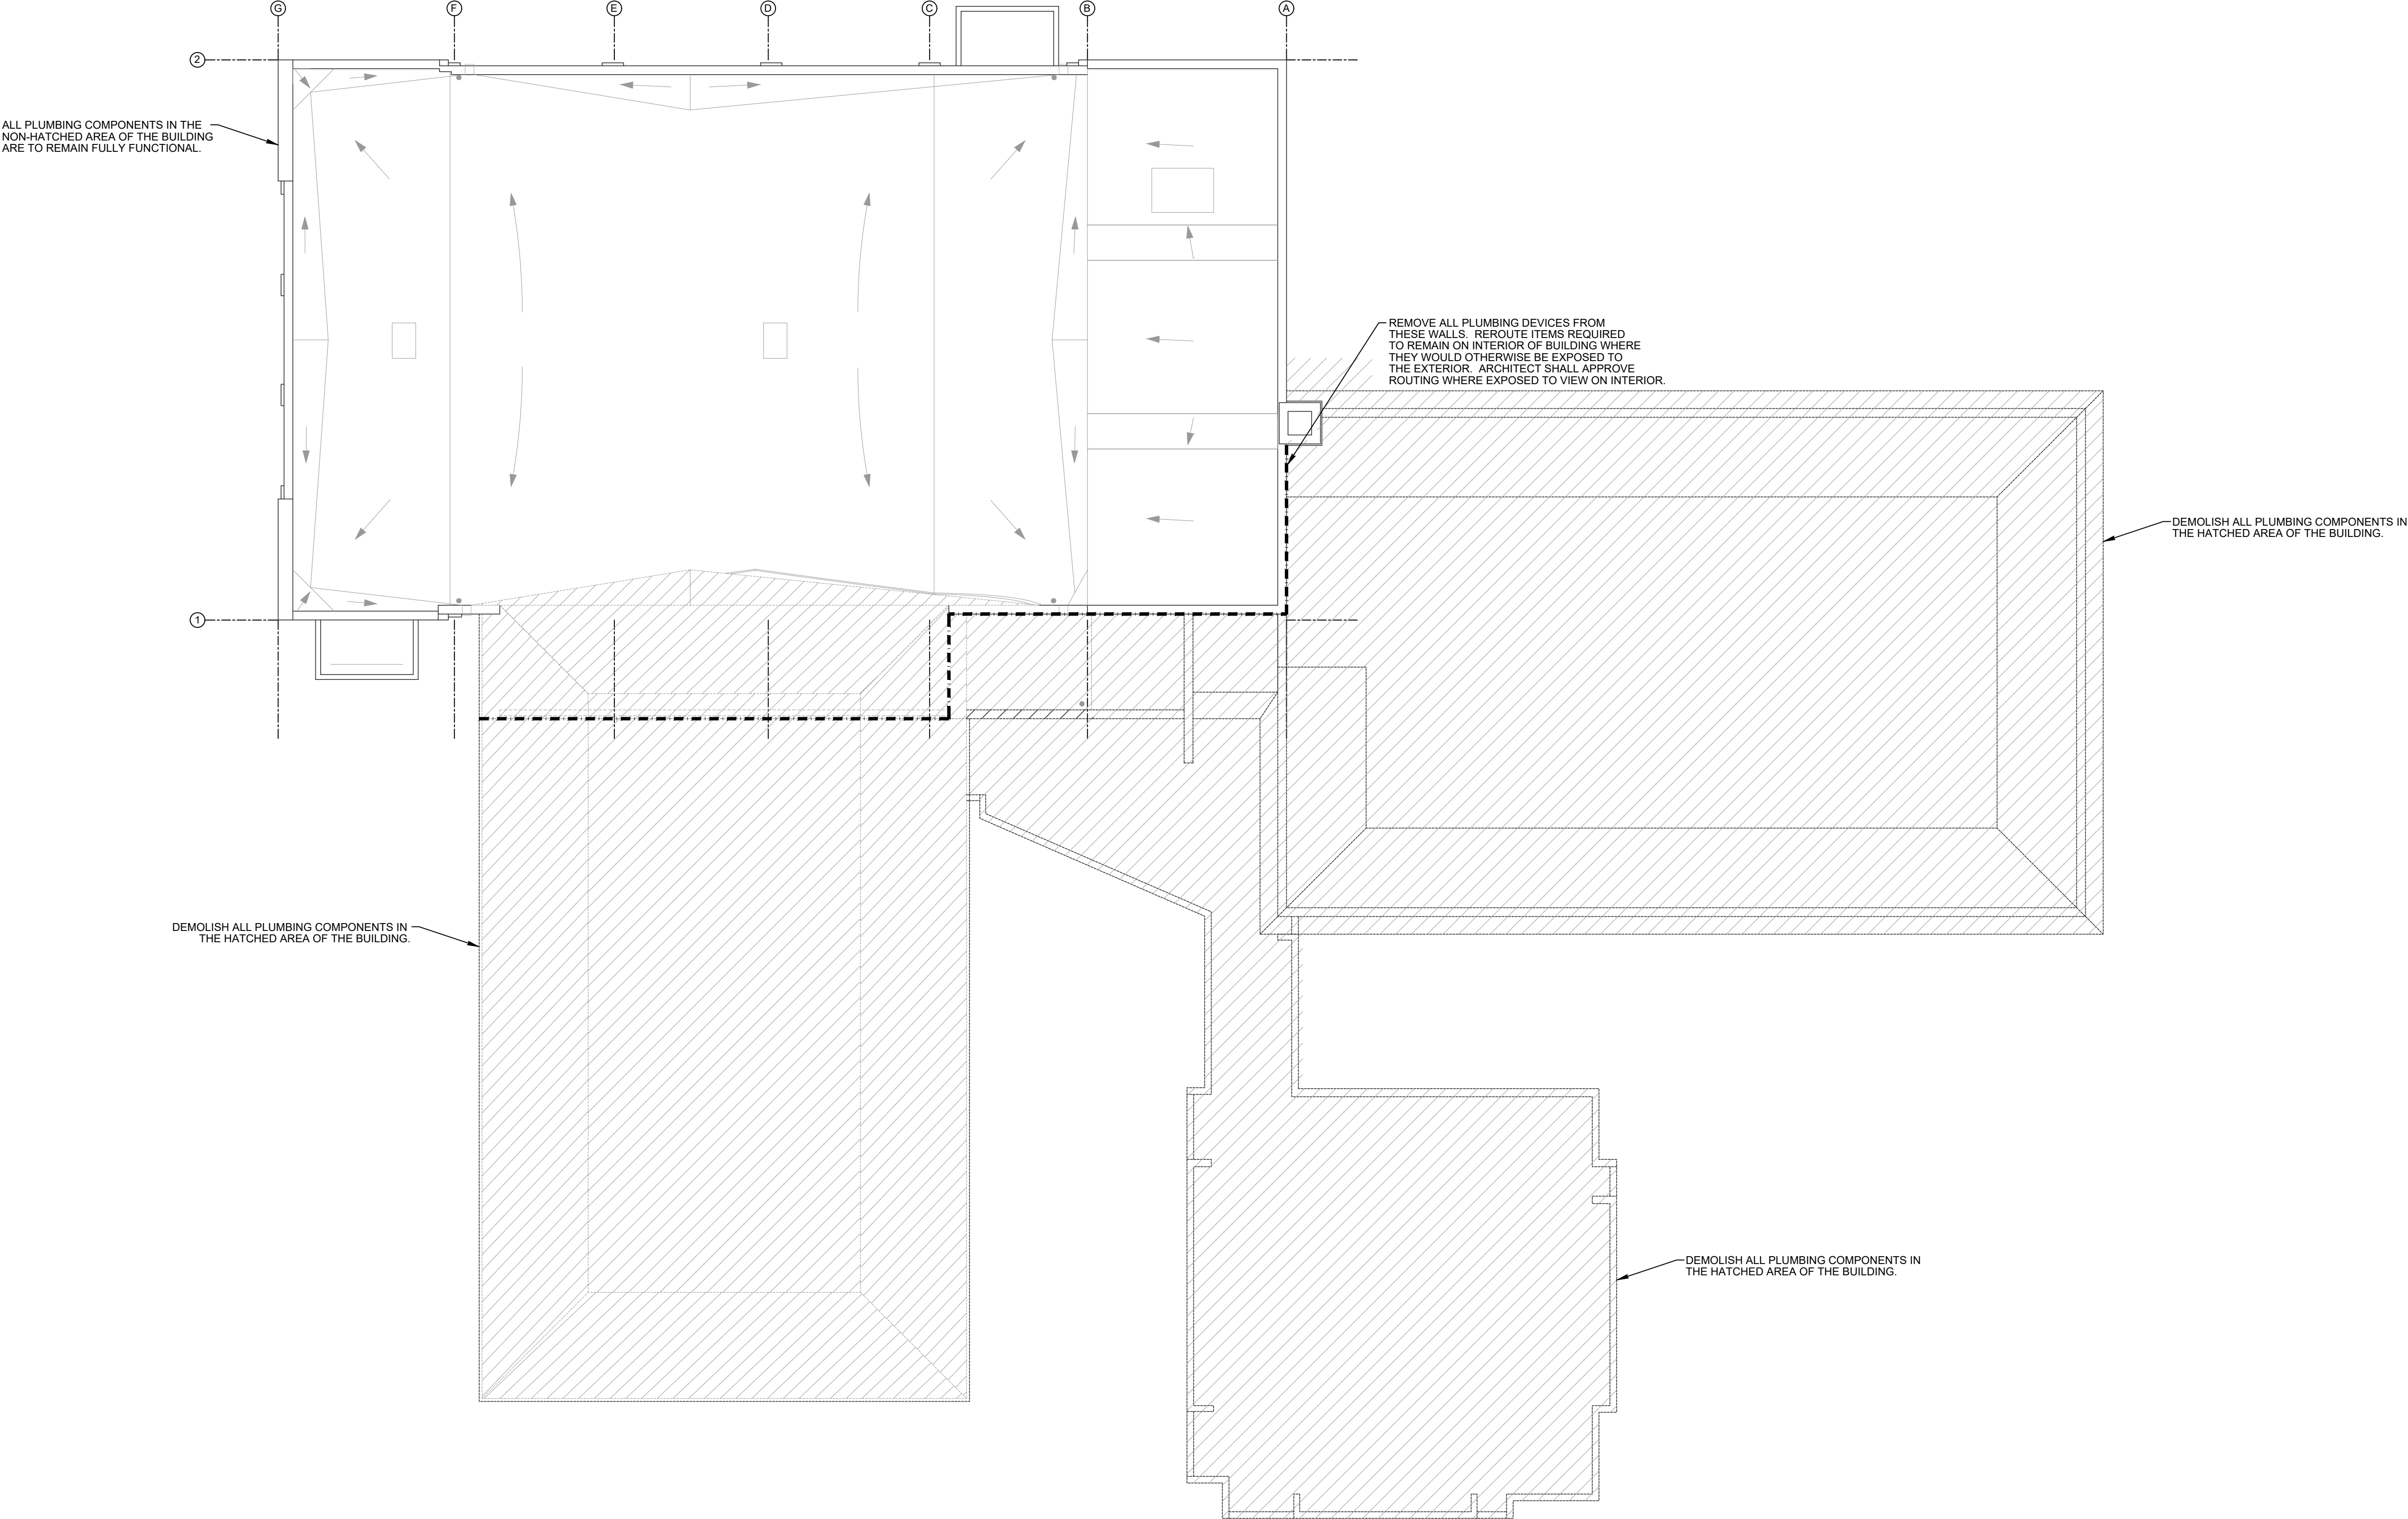 G
F
E
D
C
B
A
2
ALL PLUMBING COMPONENTS IN THE
NON-HATCHED AREA OF THE BUILDING
ARE TO REMAIN FULLY FUNCTIONAL.
REMOVE ALL PLUMBING DEVICES FROM
THESE WALLS. REROUTE ITEMS REQUIRED
TO REMAIN ON INTERIOR OF BUILDING WHERE
THEY WOULD OTHERWISE BE EXPOSED TO
THE EXTERIOR. ARCHITECT SHALL APPROVE
ROUTING WHERE EXPOSED TO VIEW ON INTERIOR.
DEMOLISH ALL PLUMBING COMPONENTS IN
THE HATCHED AREA OF THE BUILDING.
1
DEMOLISH ALL PLUMBING COMPONENTS IN
THE HATCHED AREA OF THE BUILDING.
DEMOLISH ALL PLUMBING COMPONENTS IN
THE HATCHED AREA OF THE BUILDING.